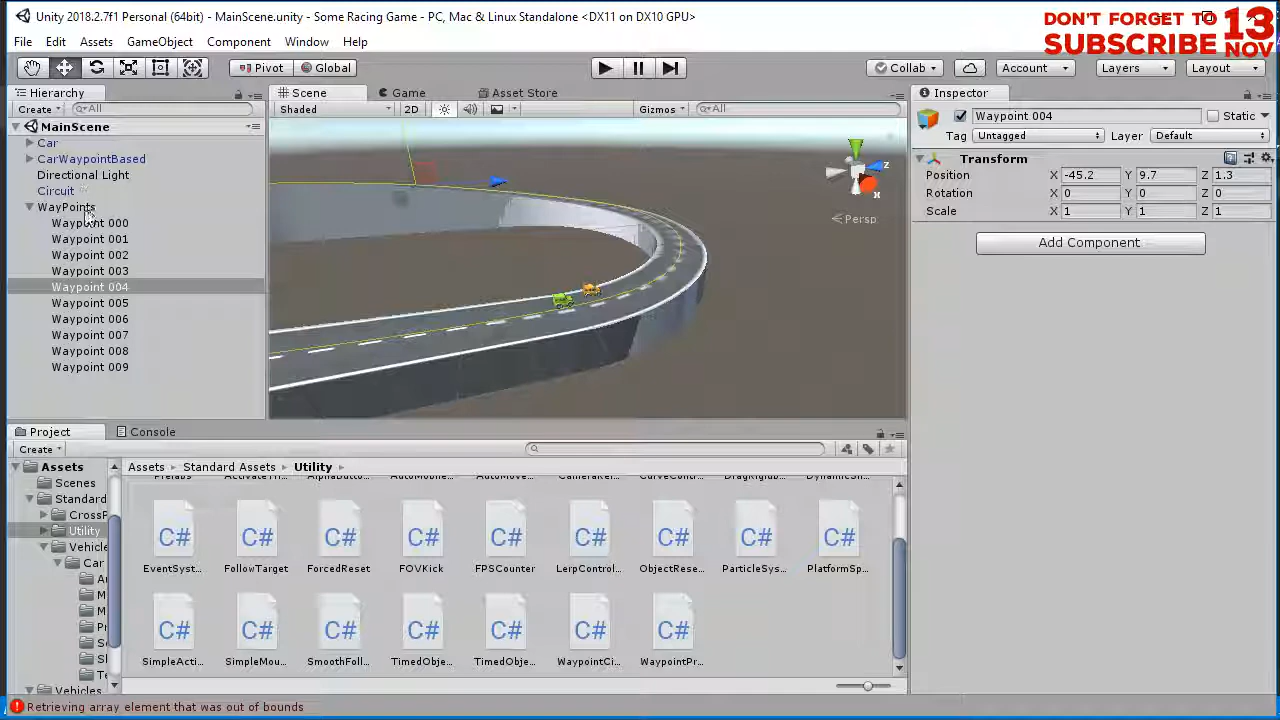 Unity 2018.2.7f1 Personal (64bit) - MainScene.unity - Some Racing Game - PC, Mac & Linux Standalone <DX11 on DX10 GPU>
DON'T FORGET TO
SUBSCRIBE
13
NOV
File Edit Assets GameObject Component Window Help
Pivot Global Collab Account Layers Layout
Hierarchy Scene Game Asset Store Inspector
Create All Shaded 2D Gizmos All
Waypoint 004 Static
Tag Untagged Layer Default
MainScene
Car
CarWaypointBased
Directional Light
Circuit
WayPoints
Waypoint 000
Waypoint 001
Waypoint 002
Waypoint 003
Waypoint 004
Waypoint 005
Waypoint 006
Waypoint 007
Waypoint 008
Waypoint 009
z
x
Persp
Transform
Position X -45.2 Y 9.7 Z 1.3
Rotation X 0 Y 0 Z 0
Scale X 1 Y 1 Z 1
Add Component
Project Console
Create
Assets
Scenes
Standard
CrossP
Utility
Vehicle
Car
Vehicles
Assets Standard Assets Utility
C# C# C# C# C# C# C# C# C#
EventSyst... FollowTarget ForcedReset FOVKick FPSCounter LerpControl... ObjectRese... ParticleSys... PlatformSp...
C# C# C# C# C# C# C#
SimpleActi... SimpleMou... SmoothFoll... TimedObje... TimedObje... WaypointCi... WaypointPr...
Retrieving array element that was out of bounds